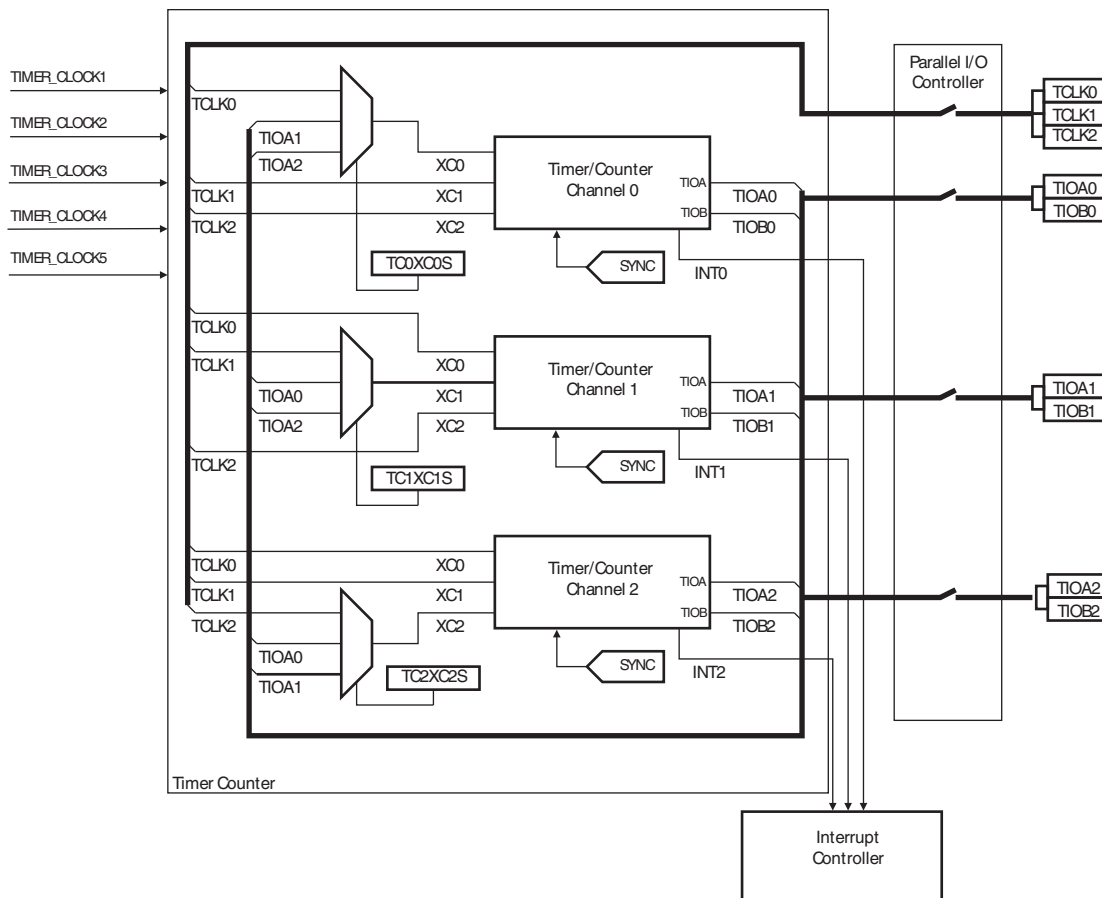 Parallel I/O
Controller
TIMER_CLOCK1
TCLK0
TCLK0
TCLK1
TIOA1
TCLK2
TIMER_CLOCK2
TIOA2
XC0
Timer/Counter
Channel 0
TIOA
TIMER_CLOCK3
TCLK1
XC1
TIOA0
TIOA0
TIOB
TIOB0
TIMER_CLOCK4
TCLK2
XC2
TIOB0
TIMER_CLOCK5
TC0XC0S
SYNC
INT0
TCLK0
TCLK1
XC0
Timer/Counter
Channel 1
TIOA
TIOA0
XC1
TIOA1
TIOA1
TIOB
TIOB1
TIOA2
XC2
TIOB1
TCLK2
TC1XC1S
SYNC
INT1
TCLK0
XC0
Timer/Counter
Channel 2
TIOA
TCLK1
XC1
TIOA2
TIOA2
TIOB
TIOB2
TCLK2
XC2
TIOB2
TIOA0
TIOA1
TC2XC2S
SYNC
INT2
Timer Counter
Interrupt
Controller